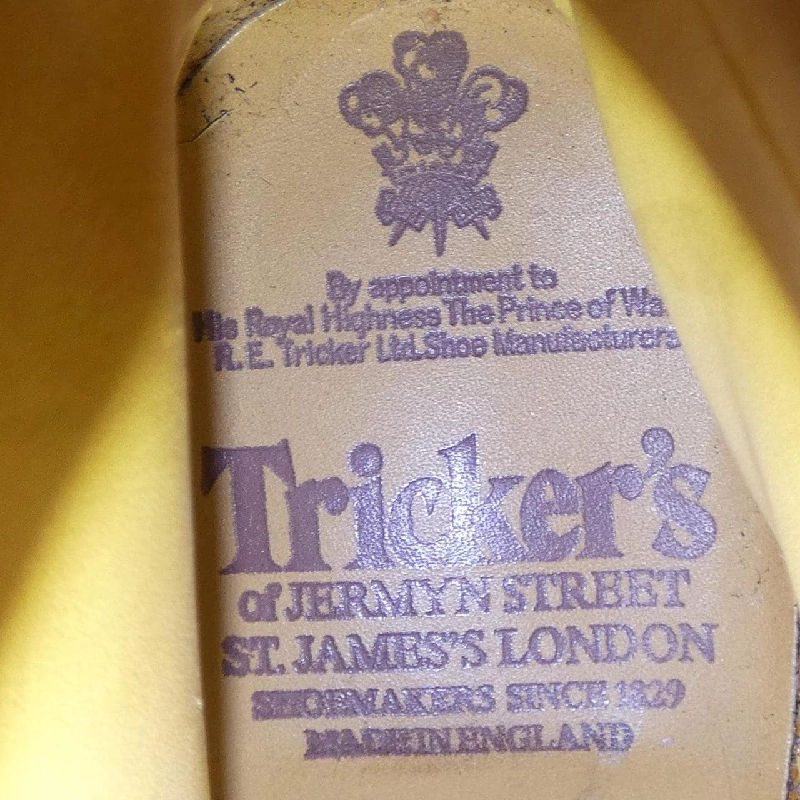 By appointment to
His Royal Highness The Prince of Wa
R. E. Tricker Ltd. Shoe Manufacturers
Tricker's
of JERMYN STREET
ST. JAMES'S LONDON
SHOEMAKERS SINCE 1829
MADE IN ENGLAND